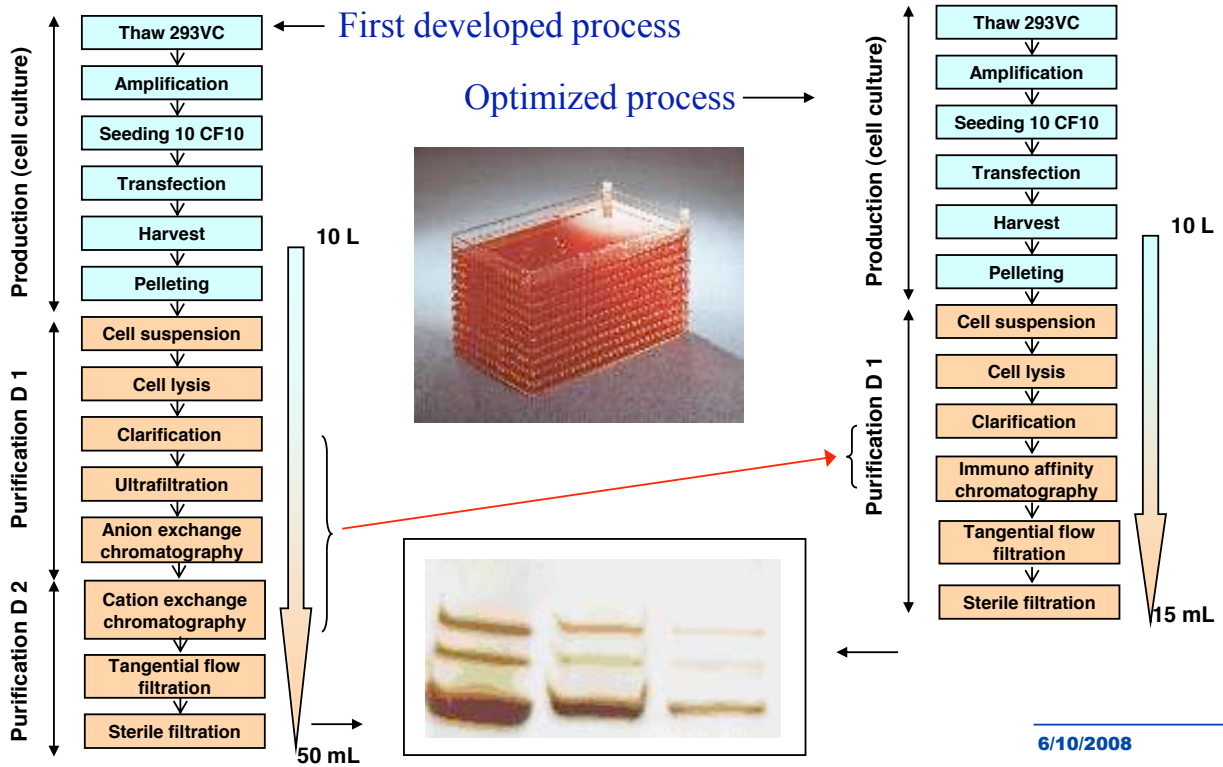 First developed process
Optimized process
Production (cell culture)
Purification D 1
Purification D 2
Thaw 293VC
Amplification
Seeding 10 CF10
Transfection
Harvest
Pelleting
Cell suspension
Cell lysis
Clarification
Ultrafiltration
Anion exchange
chromatography
Cation exchange
chromatography
Tangential flow
filtration
Sterile filtration
10 L
50 mL
Production (cell culture)
Purification D 1
Thaw 293VC
Amplification
Seeding 10 CF10
Transfection
Harvest
Pelleting
Cell suspension
Cell lysis
Clarification
Immuno affinity
chromatography
Tangential flow
filtration
Sterile filtration
10 L
15 mL
6/10/2008